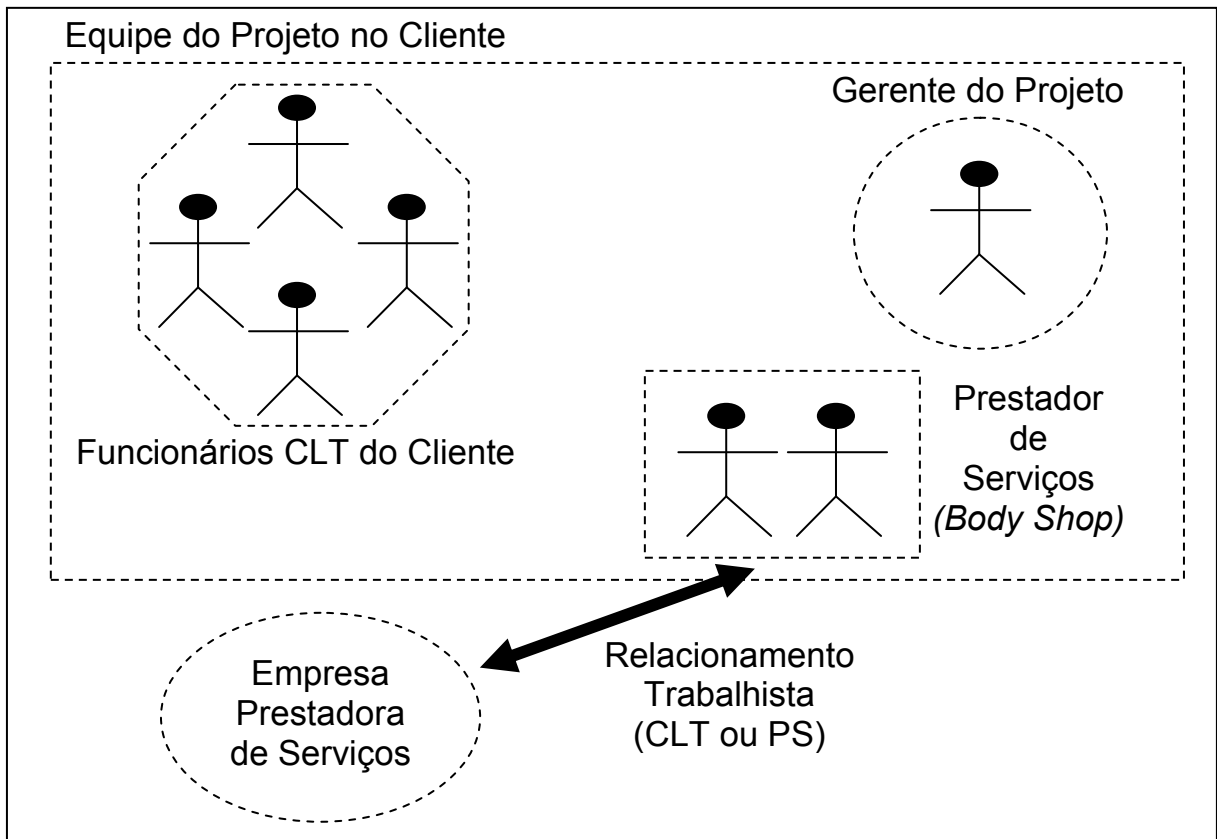 Equipe do Projeto no Cliente
Gerente do Projeto
Funcionários CLT do Cliente
Prestador
de
Serviços
(Body Shop)
Empresa
Prestadora
de Serviços
Relacionamento
Trabalhista
(CLT ou PS)